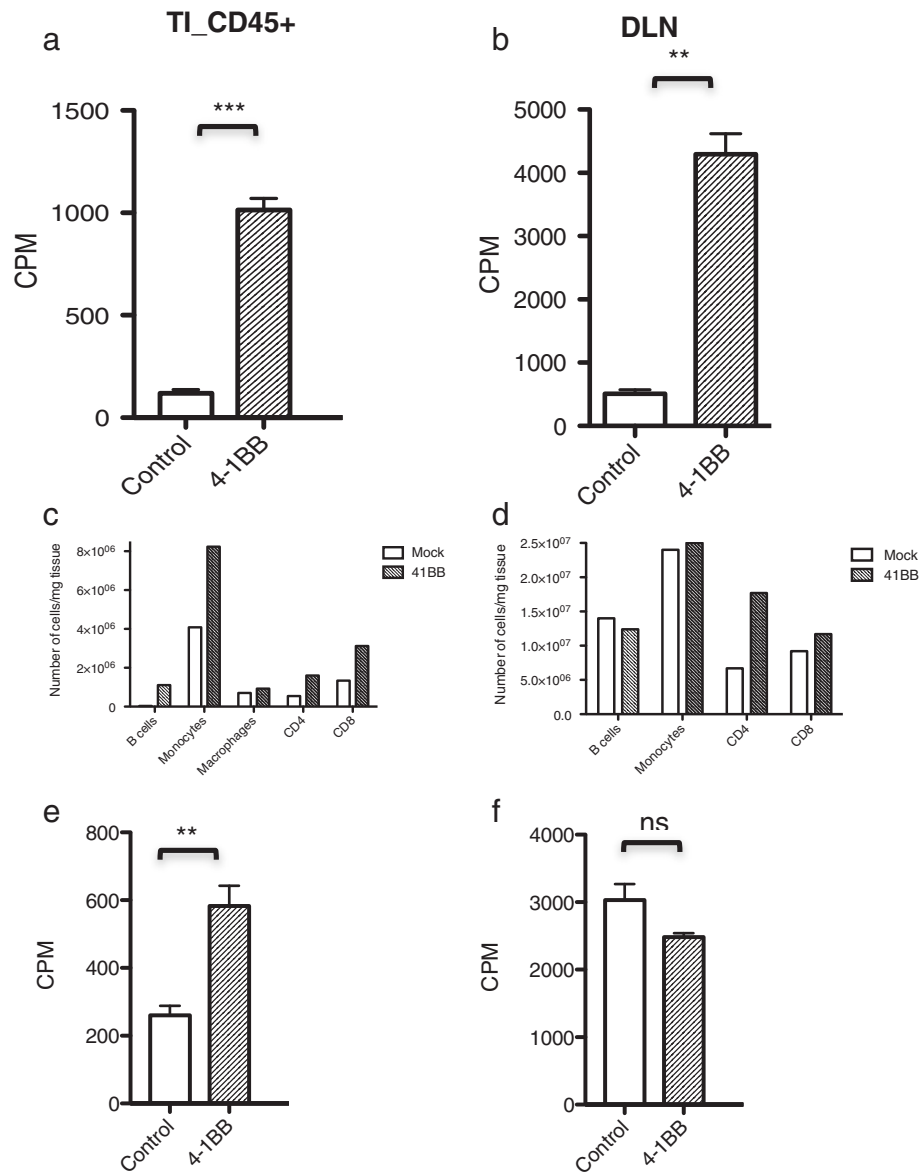 TI_CD45+
DLN
a
***
1500
1000
500
0
CPM
Control
4-1BB
b
**
5000
4000
3000
2000
1000
0
CPM
Control
4-1BB
c
Number of cells/mg tissue
8×10⁰⁶
6×10⁰⁶
4×10⁰⁶
2×10⁰⁶
0
B cells
Monocytes
Macrophages
CD4
CD8
Mock
41BB
d
Number of cells/mg tissue
2.5×10⁰⁷
2.0×10⁰⁷
1.5×10⁰⁷
1.0×10⁰⁷
5.0×10⁰⁶
0.0
B cells
Monocytes
CD4
CD8
Mock
41BB
e
**
800
600
400
200
0
CPM
Control
4-1BB
f
ns
4000
3000
2000
1000
0
CPM
Control
4-1BB